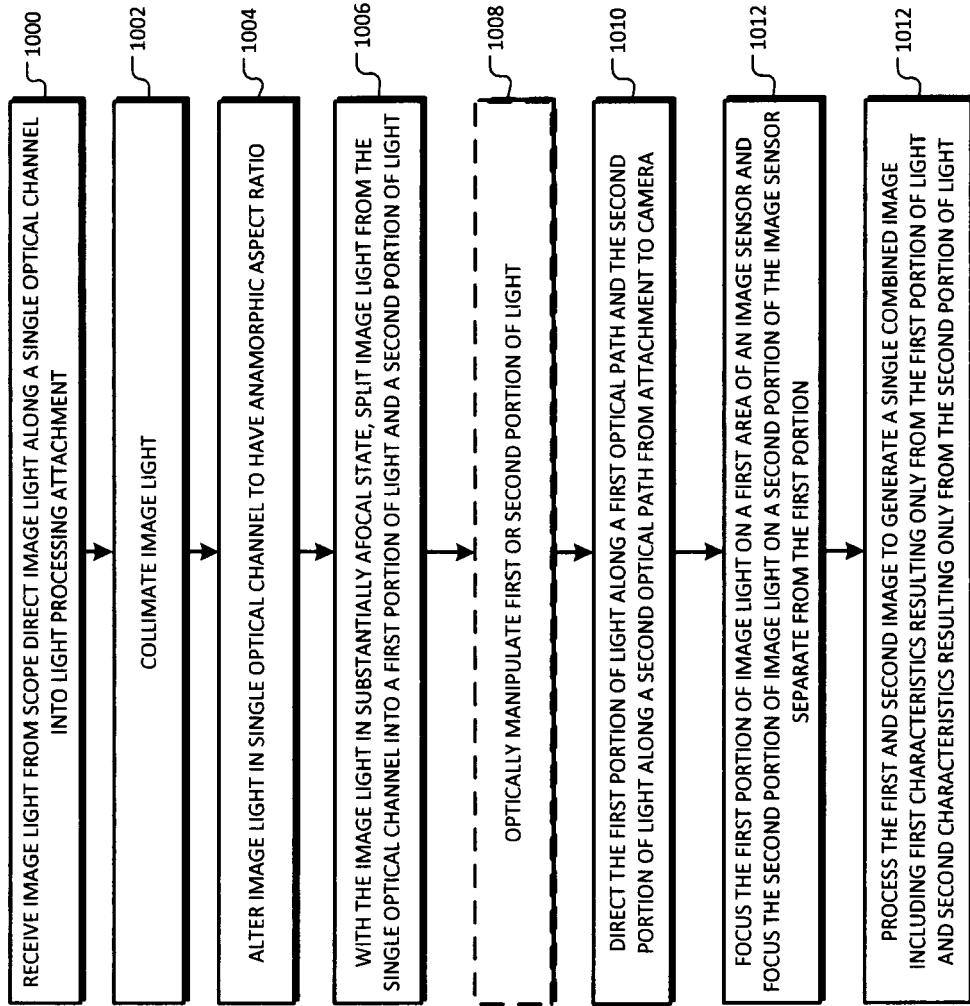 RECEIVE IMAGE LIGHT FROM SCOPE DIRECT IMAGE LIGHT ALONG A SINGLE OPTICAL CHANNEL
INTO LIGHT PROCESSING ATTACHMENT
1000
COLLIMATE IMAGE LIGHT
1002
ALTER IMAGE LIGHT IN SINGLE OPTICAL CHANNEL TO HAVE ANAMORPHIC ASPECT RATIO
1004
WITH THE IMAGE LIGHT IN SUBSTANTIALLY AFOCAL STATE, SPLIT IMAGE LIGHT FROM THE
SINGLE OPTICAL CHANNEL INTO A FIRST PORTION OF LIGHT AND A SECOND PORTION OF LIGHT
1006
OPTICALLY MANIPULATE FIRST OR SECOND PORTION OF LIGHT
1008
DIRECT THE FIRST PORTION OF LIGHT ALONG A FIRST OPTICAL PATH AND THE SECOND
PORTION OF LIGHT ALONG A SECOND OPTICAL PATH FROM ATTACHMENT TO CAMERA
1010
FOCUS THE FIRST PORTION OF IMAGE LIGHT ON A FIRST AREA OF AN IMAGE SENSOR AND
FOCUS THE SECOND PORTION OF IMAGE LIGHT ON A SECOND PORTION OF THE IMAGE SENSOR
SEPARATE FROM THE FIRST PORTION
1012
PROCESS THE FIRST AND SECOND IMAGE TO GENERATE A SINGLE COMBINED IMAGE
INCLUDING FIRST CHARACTERISTICS RESULTING ONLY FROM THE FIRST PORTION OF LIGHT
AND SECOND CHARACTERISTICS RESULTING ONLY FROM THE SECOND PORTION OF LIGHT
1012